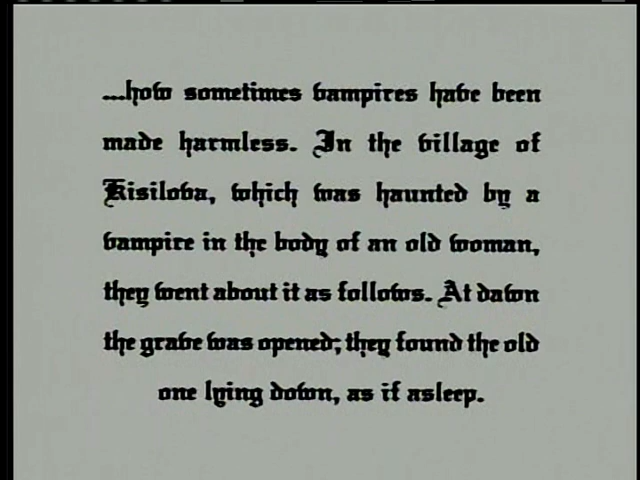 ...how sometimes vampires have been
made harmless. In the village of
Kisilova, which was haunted by a
vampire in the body of an old woman,
they went about it as follows. At dawn
the grave was opened; they found the old
one lying down, as if asleep.